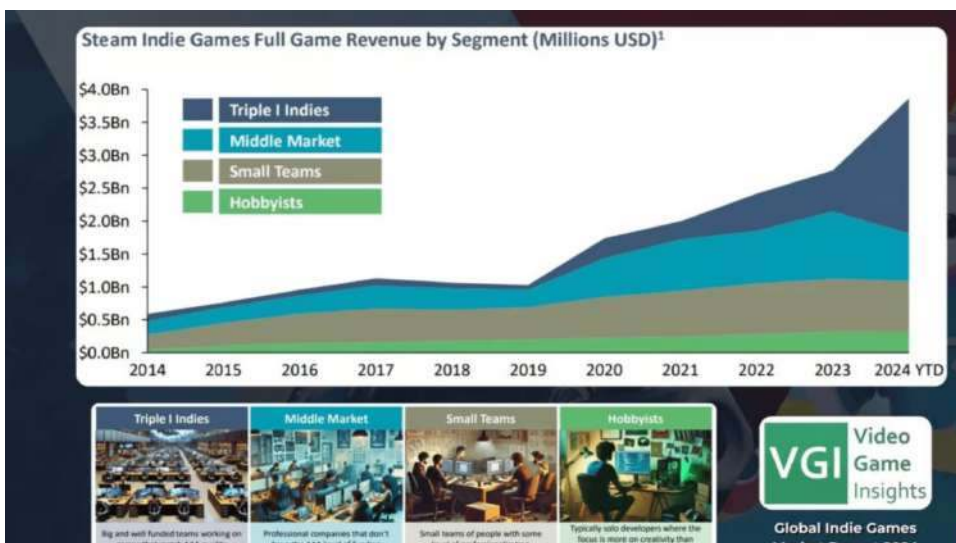 Steam Indie Games Full Game Revenue by Segment (Millions USD)¹
$4.0Bn
$3.5Bn
$3.0Bn
$2.5Bn
$2.0Bn
$1.5Bn
$1.0Bn
$0.5Bn
$0.0Bn
Triple I Indies
Middle Market
Small Teams
Hobbyists
2014 2015 2016 2017 2018 2019 2020 2021 2022 2023 2024 YTD
Triple I Indies Middle Market Small Teams Hobbyists
Big and well funded teams working on
Professional companies that don't
Small teams of people with some
Typically solo developers where the
focus is more on creativity than
VGI Video
Game
Insights
Global Indie Games